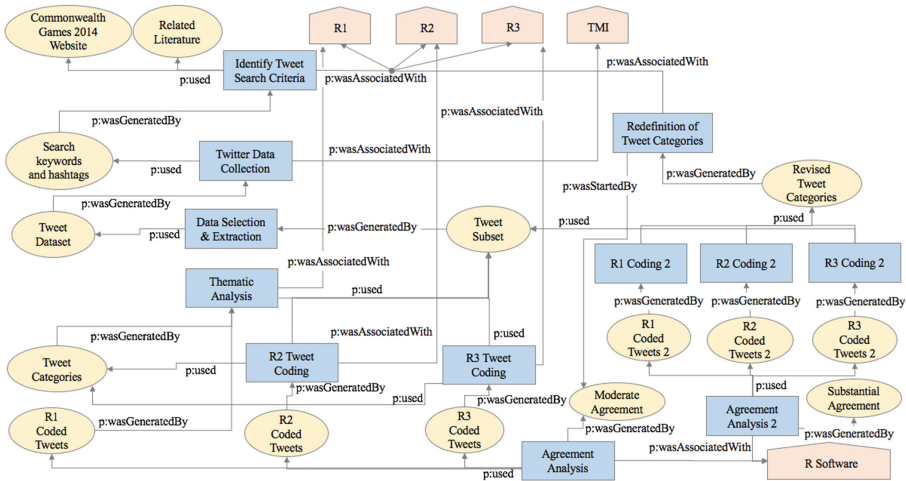 Commonwealth
Games 2014
Website
Related
Literature
R1
R2
R3
TMI
p:used
Identify Tweet
Search Criteria
p:wasAssociatedWith
p:wasAssociatedWith
p:wasAssociatedWith
p:wasGeneratedBy
Redefinition of
Tweet Categories
Search
keywords
and hashtags
p:used
Twitter Data
Collection
p:wasAssociatedWith
p:wasStartedBy
p:wasGeneratedBy
Revised
Tweet
Categories
p:wasGeneratedBy
Tweet
Dataset
p:used
Data Selection
& Extraction
p:wasGeneratedBy
Tweet
Subset
p:used
p:used
R1 Coding 2
R2 Coding 2
R3 Coding 2
p:wasAssociatedWith
Thematic
Analysis
p:used
p:wasGeneratedBy
p:wasGeneratedBy
p:wasGeneratedBy
p:wasGeneratedBy
p:wasAssociatedWith
p:used
R1
Coded
Tweets 2
R2
Coded
Tweets 2
R3
Coded
Tweets 2
Tweet
Categories
p:used
R2 Tweet
Coding
R3 Tweet
Coding
p:wasGeneratedBy
p:used
p:wasGeneratedBy
Moderate
Agreement
p:used
Substantial
Agreement
R1
Coded
Tweets
p:wasGeneratedBy
R2
Coded
Tweets
R3
Coded
Tweets
p:wasGeneratedBy
Agreement
Analysis 2
p:wasGeneratedBy
p:used
Agreement
Analysis
p:wasAssociatedWith
R Software